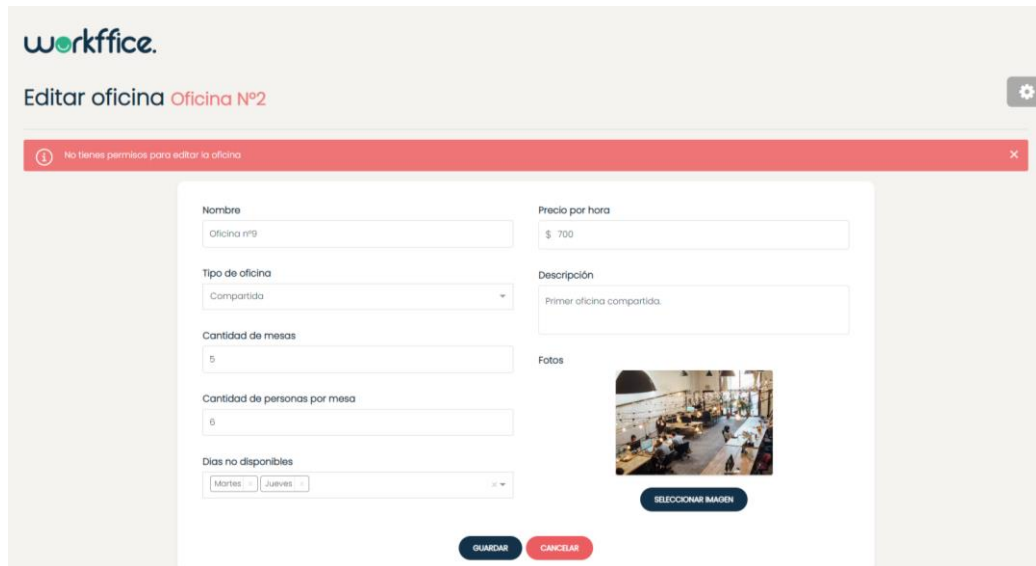 workffice.
Editar oficina Oficina Nº2
No tienes permisos para editar la oficina
Nombre
Oficina nº9
Tipo de oficina
Compartida
Cantidad de mesas
5
Cantidad de personas por mesa
6
Dias no disponibles
Martes × Jueves ×
Precio por hora
$ 700
Descripción
Primer oficina compartida.
Fotos
SELECCIONAR IMAGEN
GUARDAR CANCELAR